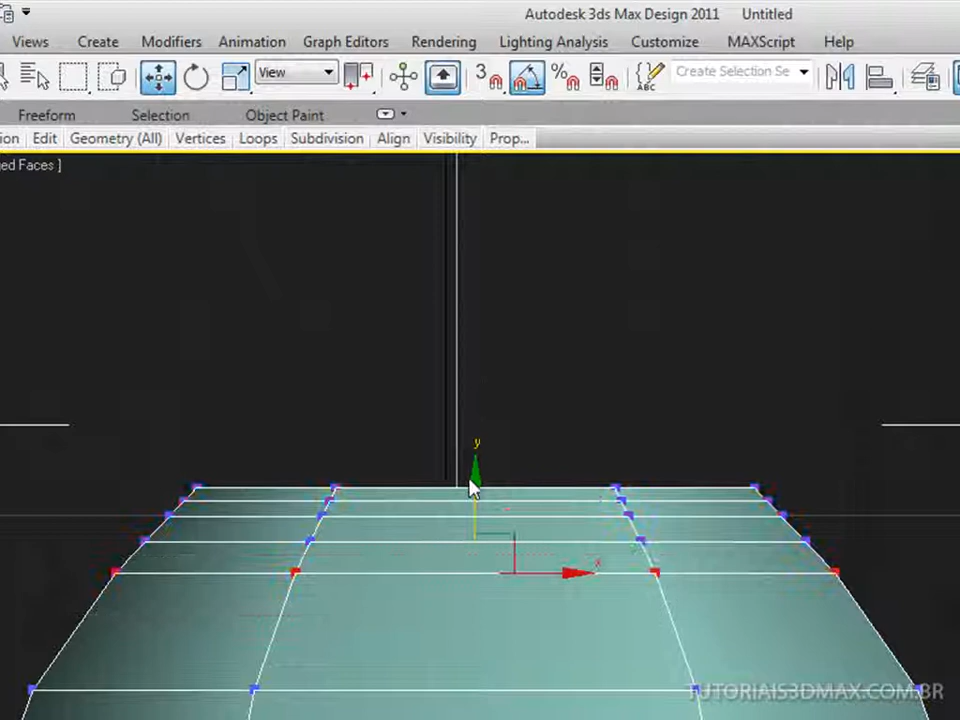 Autodesk 3ds Max Design 2011 Untitled
Views Create Modifiers Animation Graph Editors Rendering Lighting Analysis Customize MAXScript Help
View 3 % ABC Create Selection Se
Freeform Selection Object Paint
ion Edit Geometry (All) Vertices Loops Subdivision Align Visibility Prop...
ged Faces ]
y
x
TUTORIAIS3DMAX.COM.BR